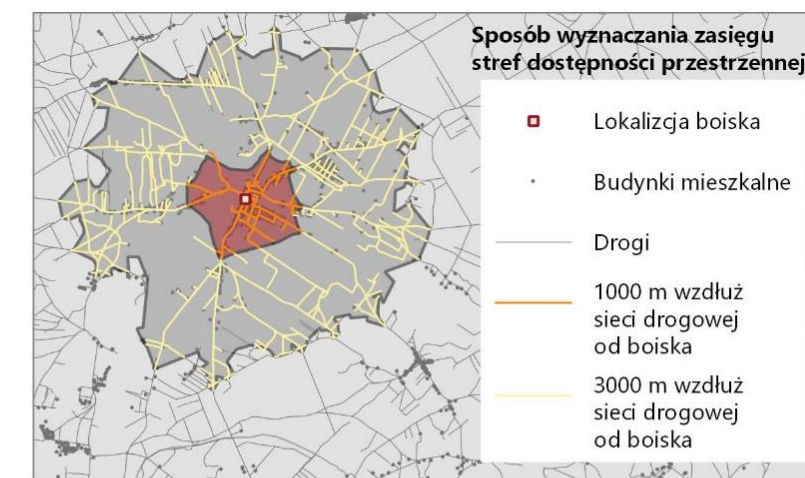 Sposób wyznaczania zasięgu
stref dostępności przestrzennej
Lokalizcja boiska
Budynki mieszkalne
Drogi
1000 m wzdłuż
sieci drogowej
od boiska
3000 m wzdłuż
sieci drogowej
od boiska